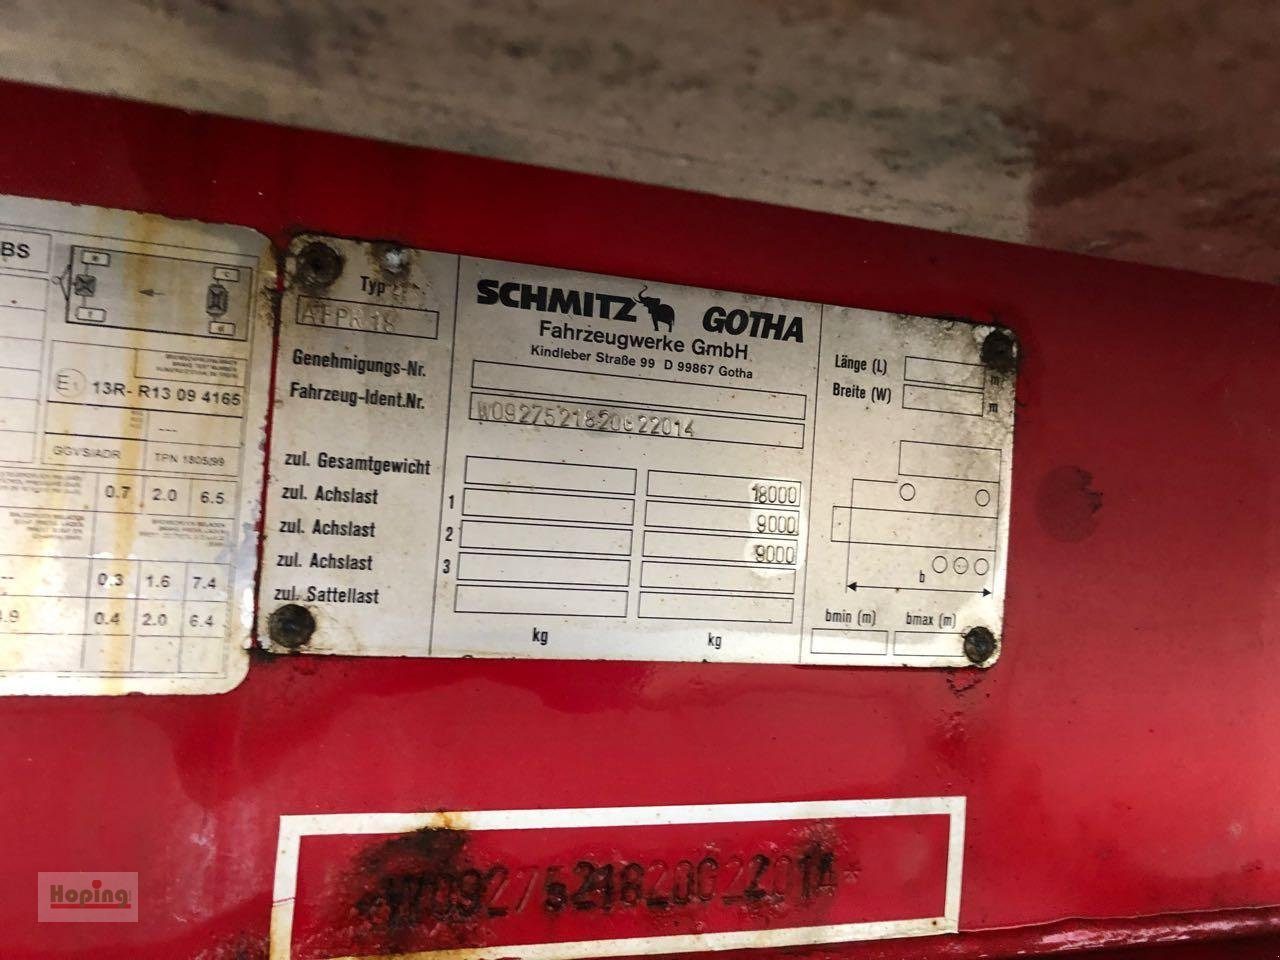 BS
13R- R13 09 4165
----
GGVS/ADR
TPN 1805/99
0.7 2.0 6.5
0.3 1.6 7.4
0.4 2.0 6.4
Typ
AFPR 18
SCHMITZ GOTHA
Fahrzeugwerke GmbH
Kindleber Straße 99 D 99867 Gotha
Genehmigungs-Nr.
Fahrzeug-Ident.Nr.
W0927521820G22014
zul. Gesamtgewicht 18000
zul. Achslast 1 9000
zul. Achslast 2 9000
zul. Achslast 3
zul. Sattellast
kg kg
Länge (L) m
Breite (W) m
b
bmin (m) bmax (m)
W0927521820G22014*
Hoping